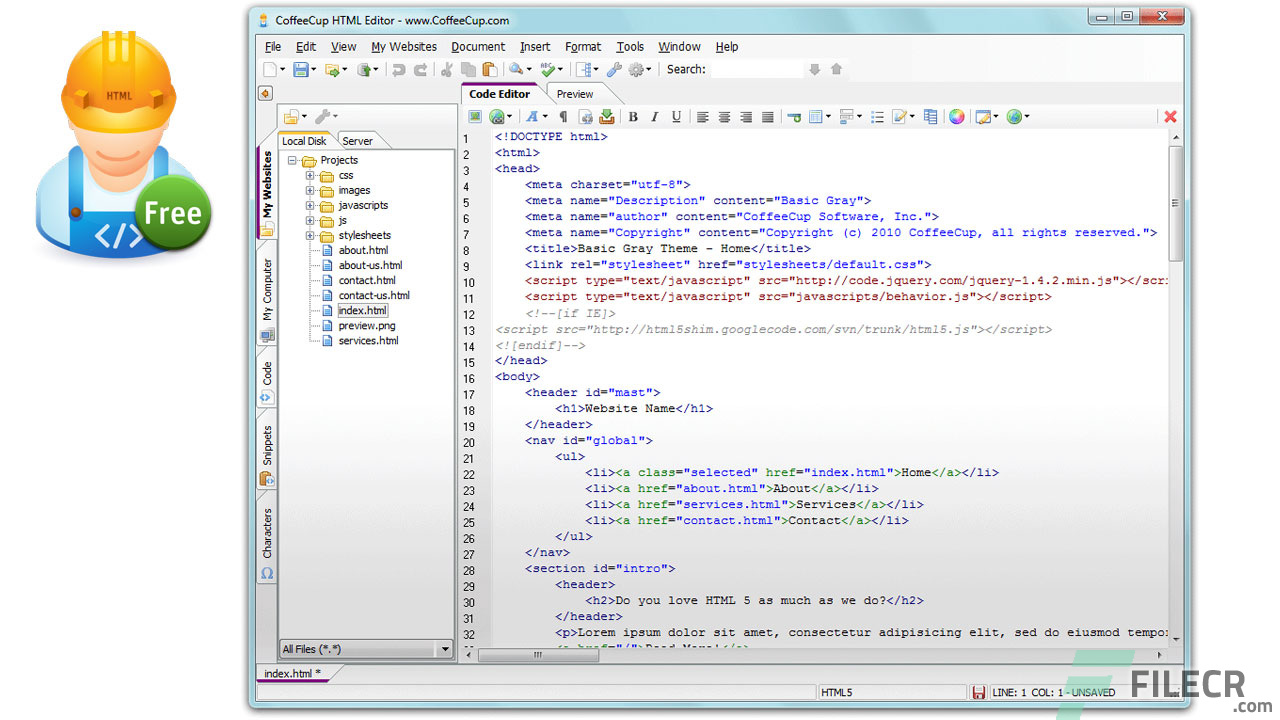 HTML
Free
</>
CoffeeCup HTML Editor - www.CoffeeCup.com
File Edit View My Websites Document Insert Format Tools Window Help
Search:
Code Editor Preview
Local Disk Server
My Websites
My Computer
Code
Snippets
Characters
Projects
css
images
javascripts
js
stylesheets
about.html
about-us.html
contact.html
contact-us.html
index.html
preview.png
services.html
All Files (*.*)
1 <!DOCTYPE html>
2 <html>
3 <head>
4 <meta charset="utf-8">
5 <meta name="Description" content="Basic Gray">
6 <meta name="author" content="CoffeeCup Software, Inc.">
7 <meta name="Copyright" content="Copyright (c) 2010 CoffeeCup, all rights reserved.">
8 <title>Basic Gray Theme - Home</title>
9 <link rel="stylesheet" href="stylesheets/default.css">
10 <script type="text/javascript" src="http://code.jquery.com/jquery-1.4.2.min.js"></scri
11 <script type="text/javascript" src="javascripts/behavior.js"></script>
12 <!--[if IE]>
13 <script src="http://html5shim.googlecode.com/svn/trunk/html5.js"></script>
14 <![endif]-->
15 </head>
16 <body>
17 <header id="mast">
18 <h1>Website Name</h1>
19 </header>
20 <nav id="global">
21 <ul>
22 <li><a class="selected" href="index.html">Home</a></li>
23 <li><a href="about.html">About</a></li>
24 <li><a href="services.html">Services</a></li>
25 <li><a href="contact.html">Contact</a></li>
26 </ul>
27 </nav>
28 <section id="intro">
29 <header>
30 <h2>Do you love HTML 5 as much as we do?</h2>
31 </header>
32 <p>Lorem ipsum dolor sit amet, consectetur adipisicing elit, sed do eiusmod tempor
index.html *
HTML5
LINE: 1 COL: 1 - UNSAVED
FILECR
.com